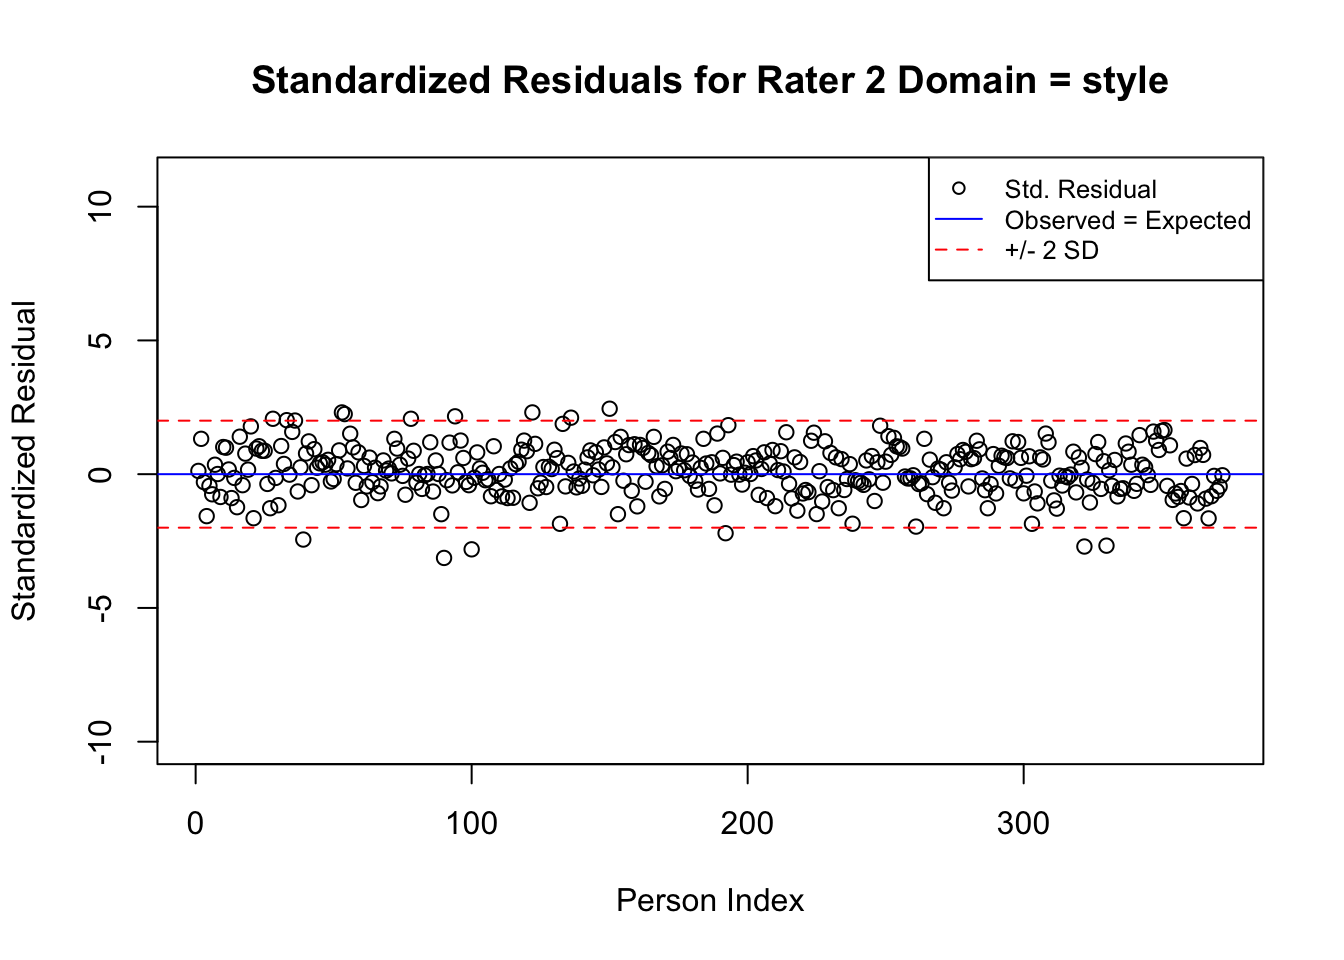 Standardized Residuals for Rater 2 Domain = style
Std. Residual
Observed = Expected
+/- 2 SD
10
5
0
-5
-10
Standardized Residual
0 100 200 300
Person Index